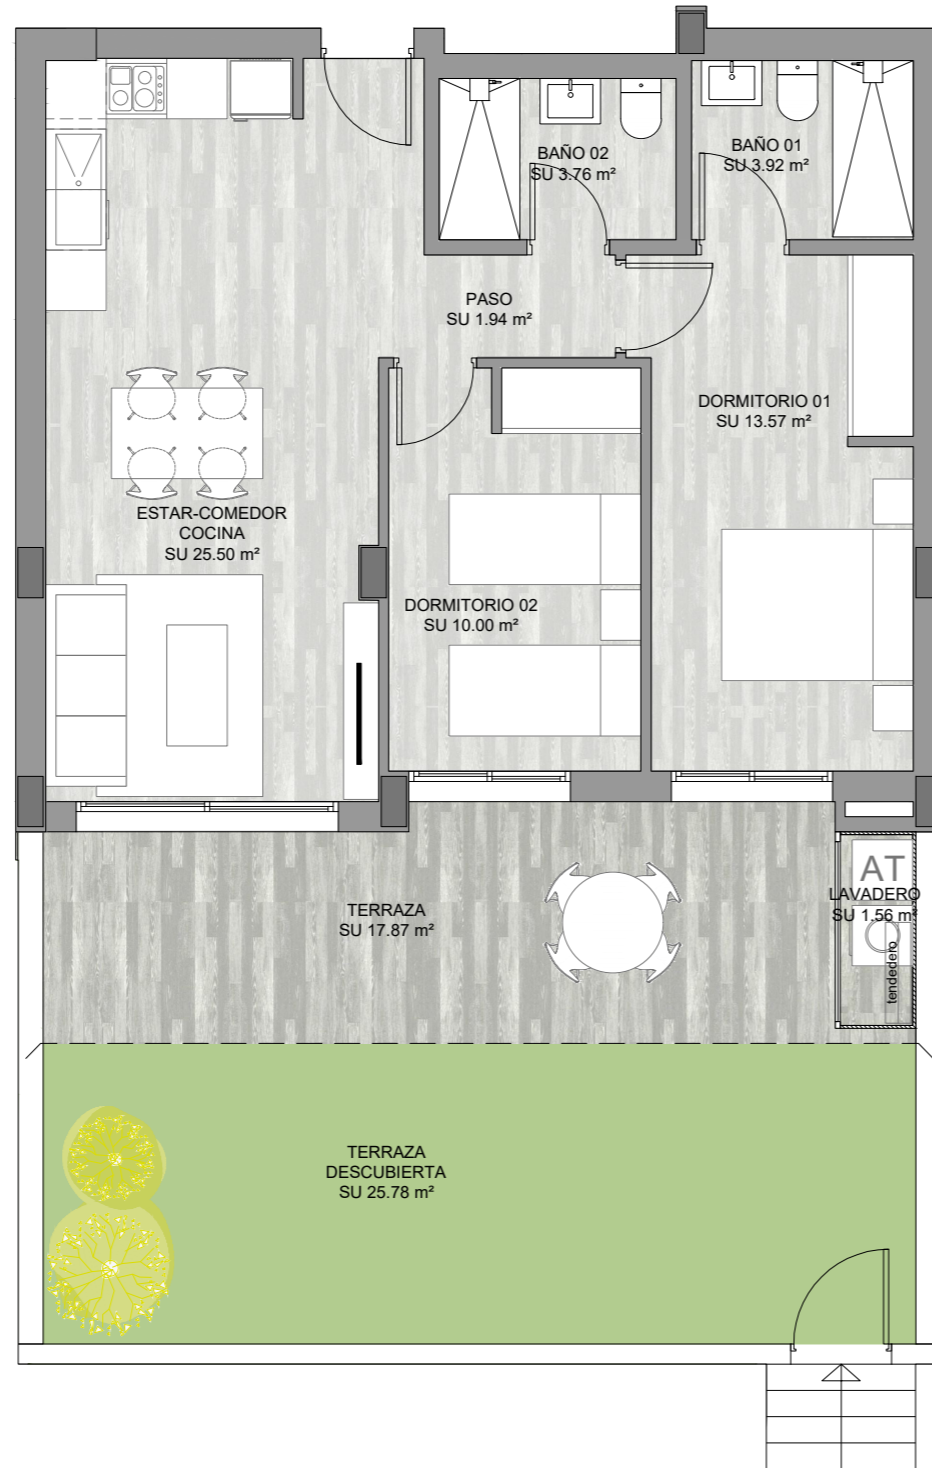 BAÑO 02
SU 3.76 m²
BAÑO 01
SU 3.92 m²
PASO
SU 1.94 m²
DORMITORIO 01
SU 13.57 m²
ESTAR-COMEDOR
COCINA
SU 25.50 m²
DORMITORIO 02
SU 10.00 m²
AT
LAVADERO
SU 1.56 m²
tendedero
TERRAZA
SU 17.87 m²
TERRAZA
DESCUBIERTA
SU 25.78 m²